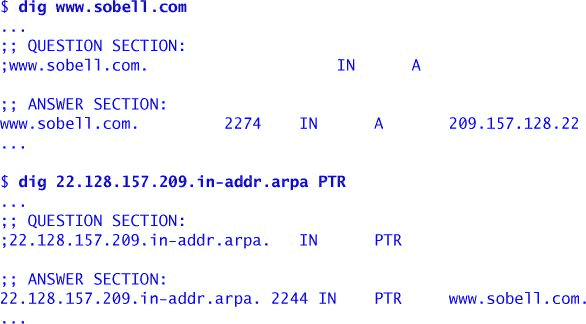 $ dig www.sobell.com
...
;; QUESTION SECTION:
;www.sobell.com. IN A
;; ANSWER SECTION:
www.sobell.com. 2274 IN A 209.157.128.22
...
$ dig 22.128.157.209.in-addr.arpa PTR
...
;; QUESTION SECTION:
;22.128.157.209.in-addr.arpa. IN PTR
;; ANSWER SECTION:
22.128.157.209.in-addr.arpa. 2244 IN PTR www.sobell.com.
...